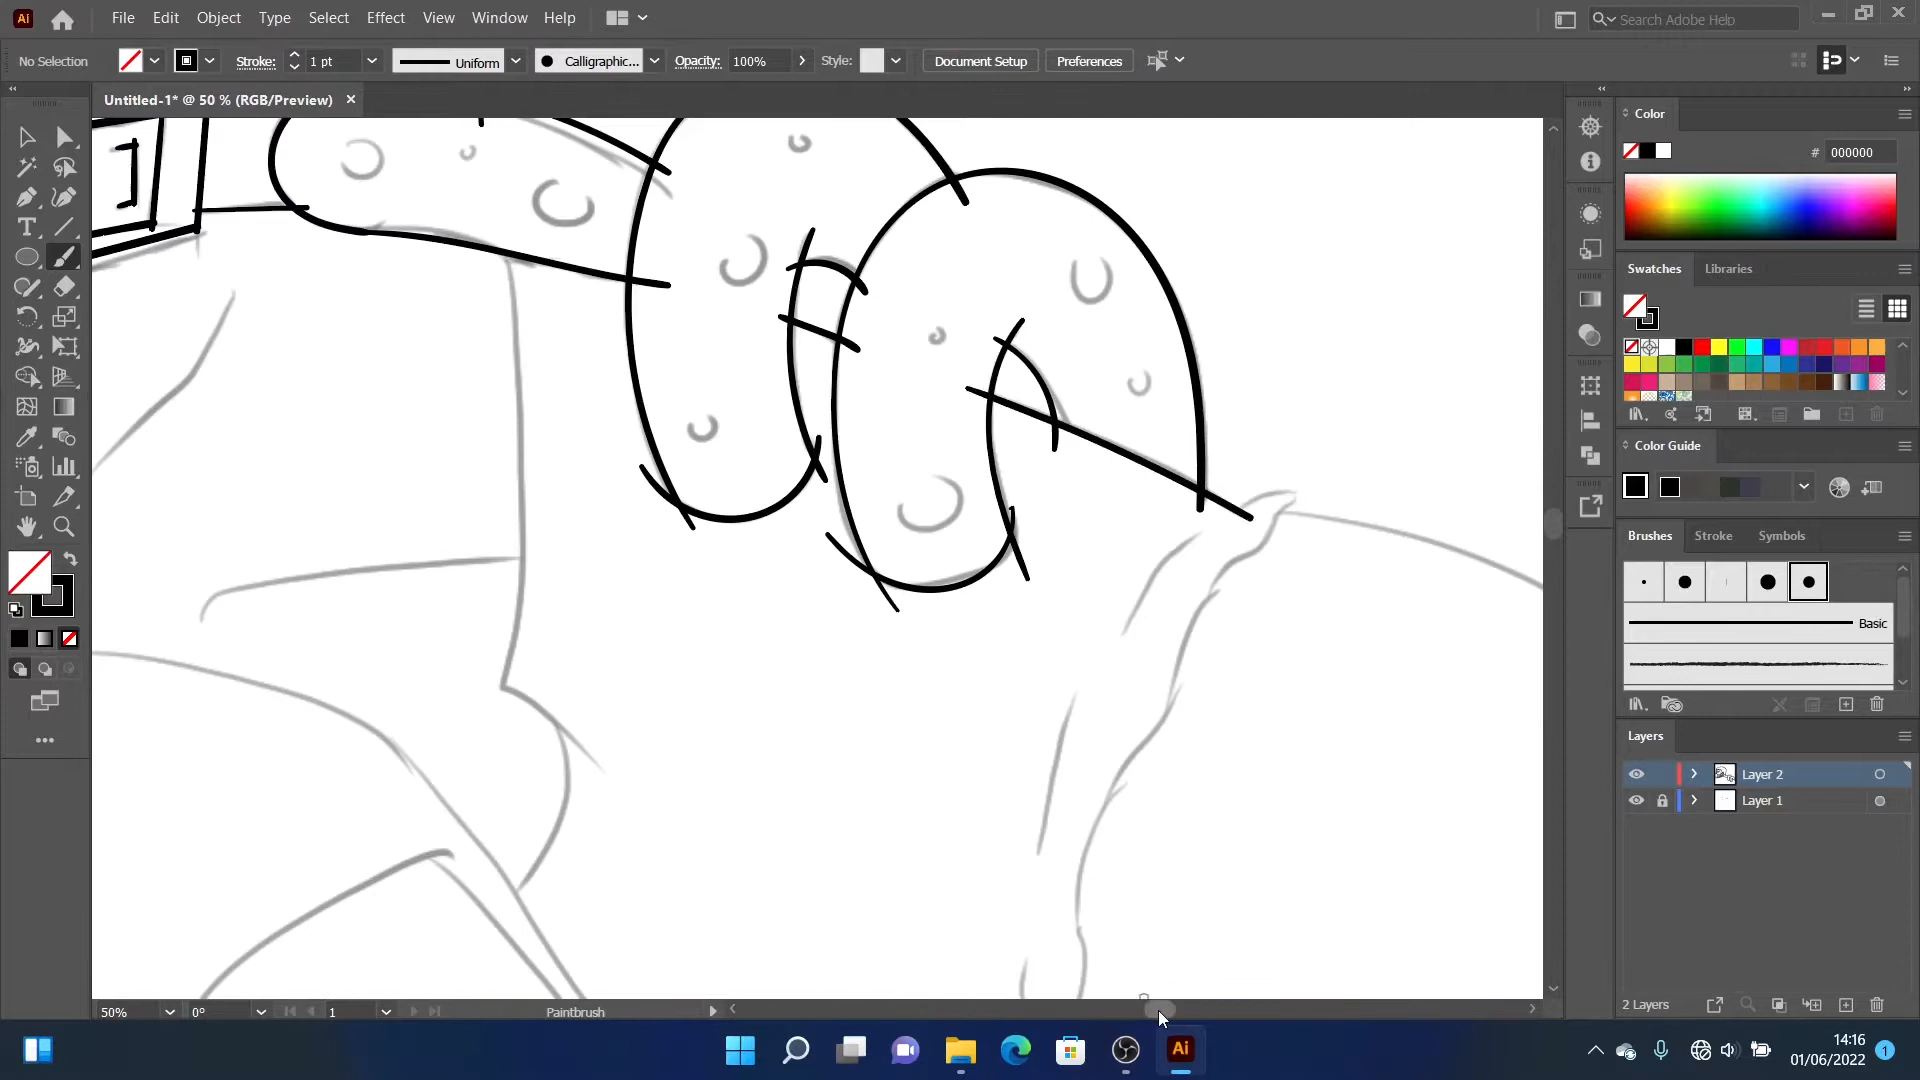 Ai File Edit Object Type Select Effect View Window Help Search Adobe Help
No Selection Stroke: 1 pt Uniform Calligraphic... Opacity: 100% Style: Document Setup Preferences
Untitled-1* @ 50 % (RGB/Preview)
Color
# 000000
Swatches Libraries
Color Guide
Brushes Stroke Symbols
Basic
Layers
Layer 2
Layer 1
2 Layers
50% 0° 1 Paintbrush
Ai
14:16
01/06/2022
1